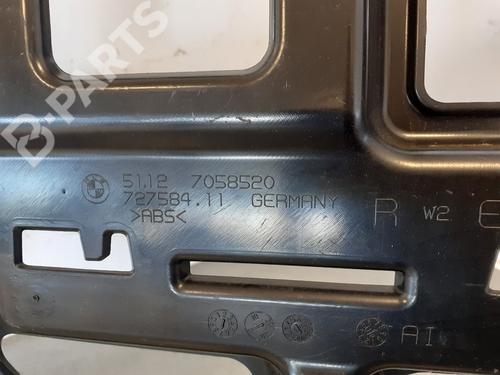 B-PARTS
51.12 7058520
727584.11 GERMANY
>ABS<
R W2 E
AI